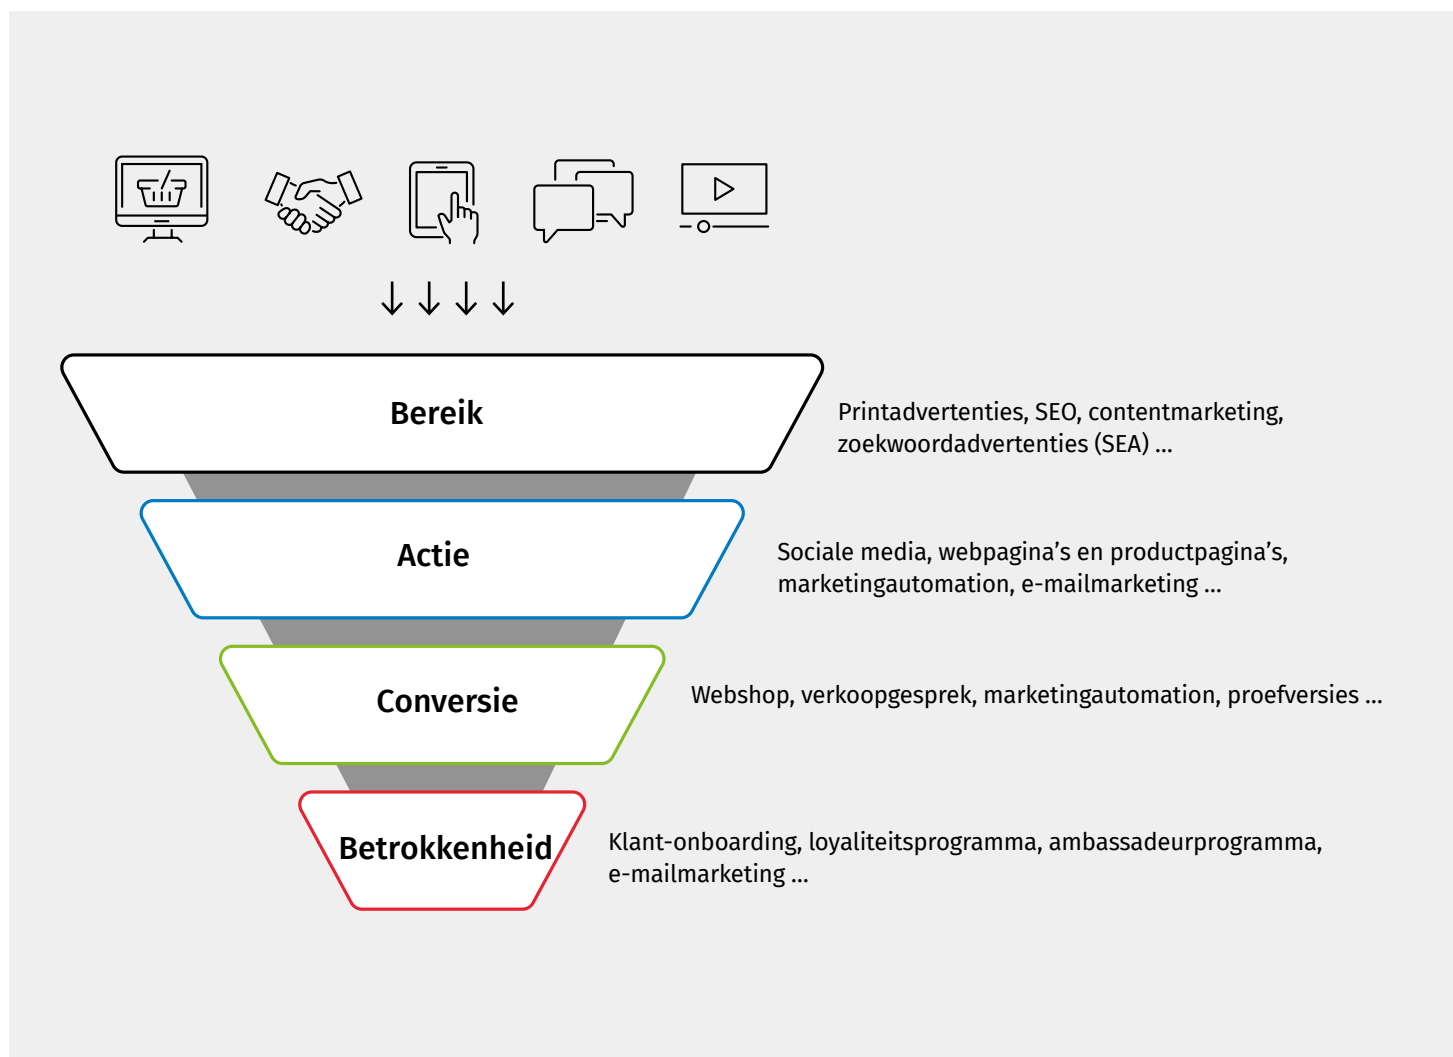 Bereik
Printadvertenties, SEO, contentmarketing,
zoekwoordadvertenties (SEA) ...
Actie
Sociale media, webpagina’s en productpagina’s,
marketingautomation, e-mailmarketing ...
Conversie
Webshop, verkoopgesprek, marketingautomation, proefversies ...
Betrokkenheid
Klant-onboarding, loyaliteitsprogramma, ambassadeurprogramma,
e-mailmarketing ...